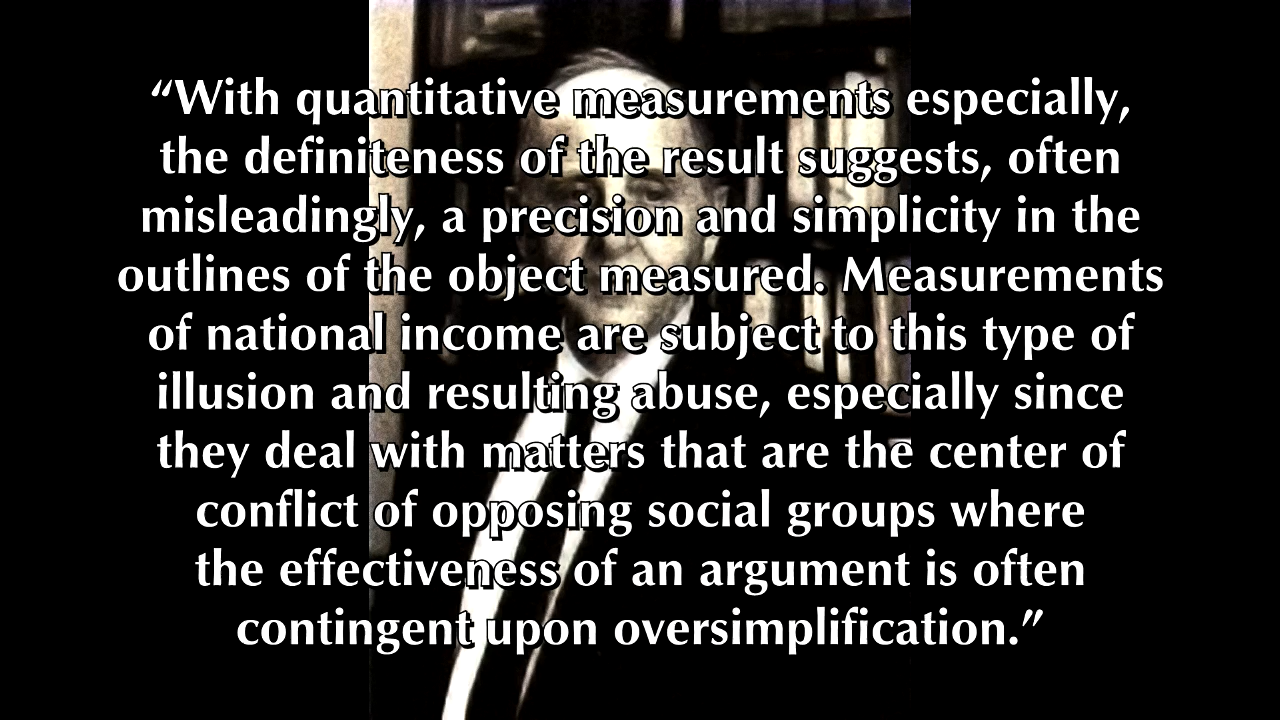 “With quantitative measurements especially,
the definiteness of the result suggests, often
misleadingly, a precision and simplicity in the
outlines of the object measured. Measurements
of national income are subject to this type of
illusion and resulting abuse, especially since
they deal with matters that are the center of
conflict of opposing social groups where
the effectiveness of an argument is often
contingent upon oversimplification.”